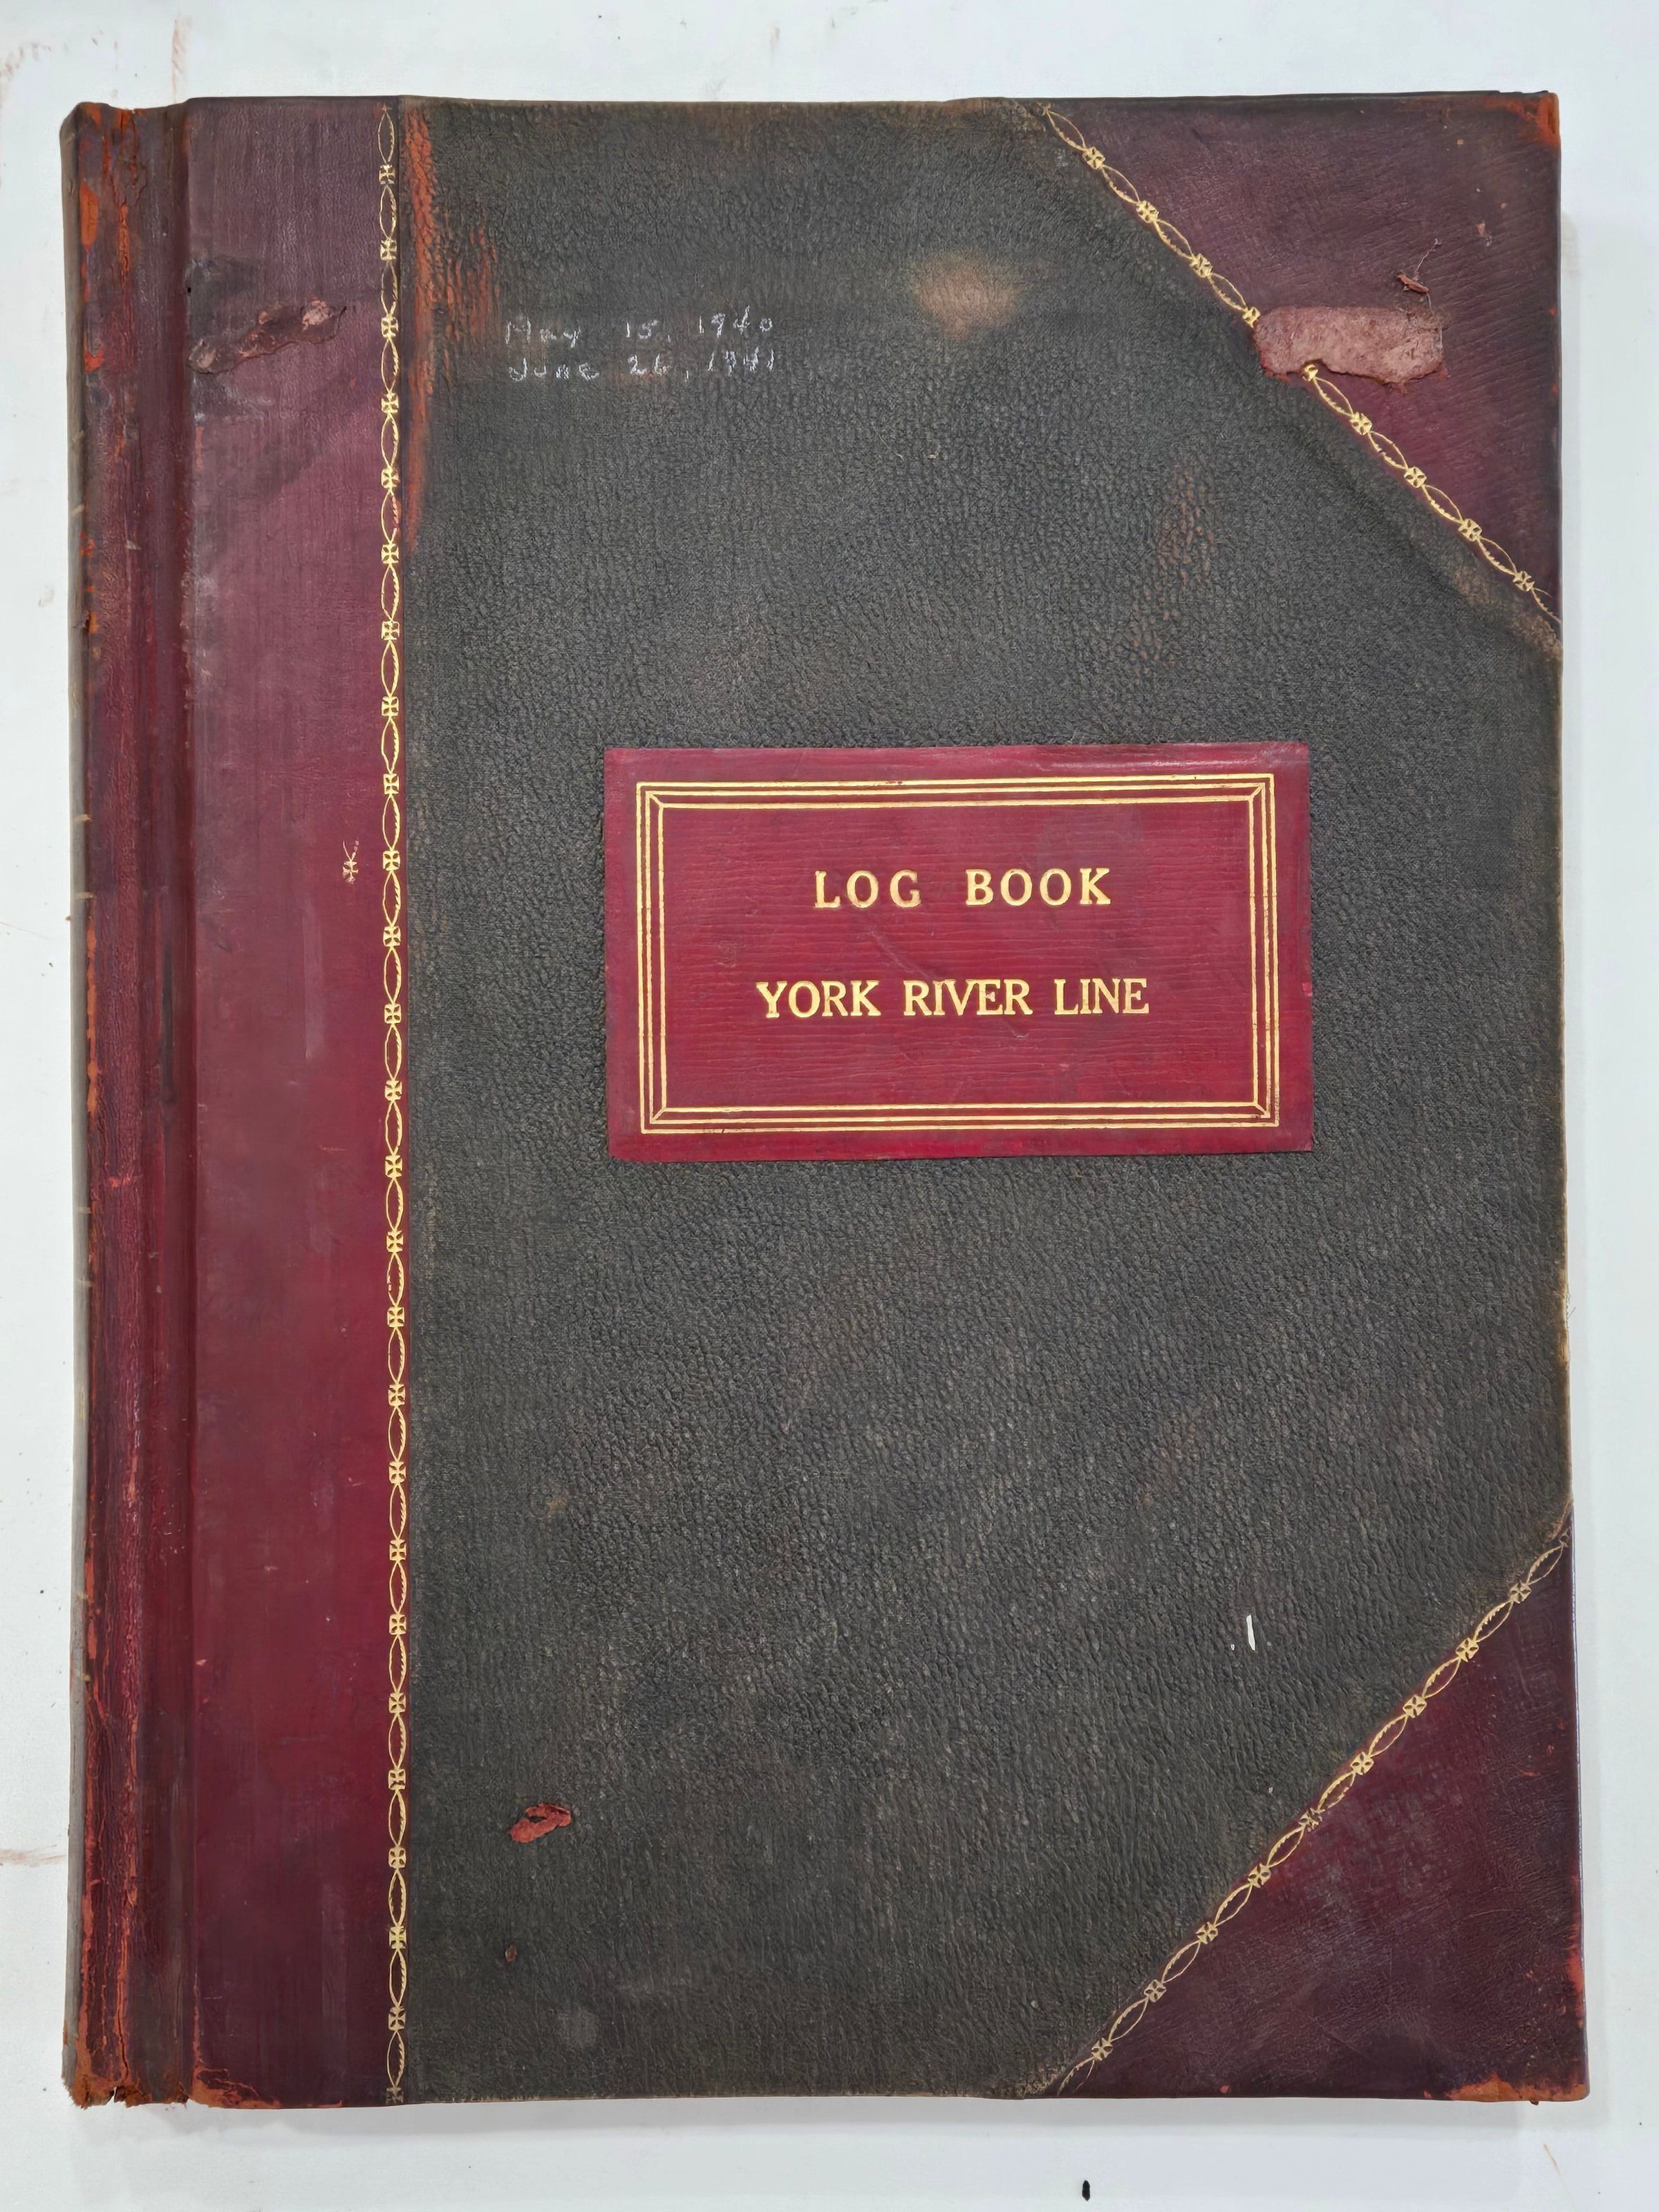 May 15, 1940
June 26, 1941
LOG BOOK
YORK RIVER LINE